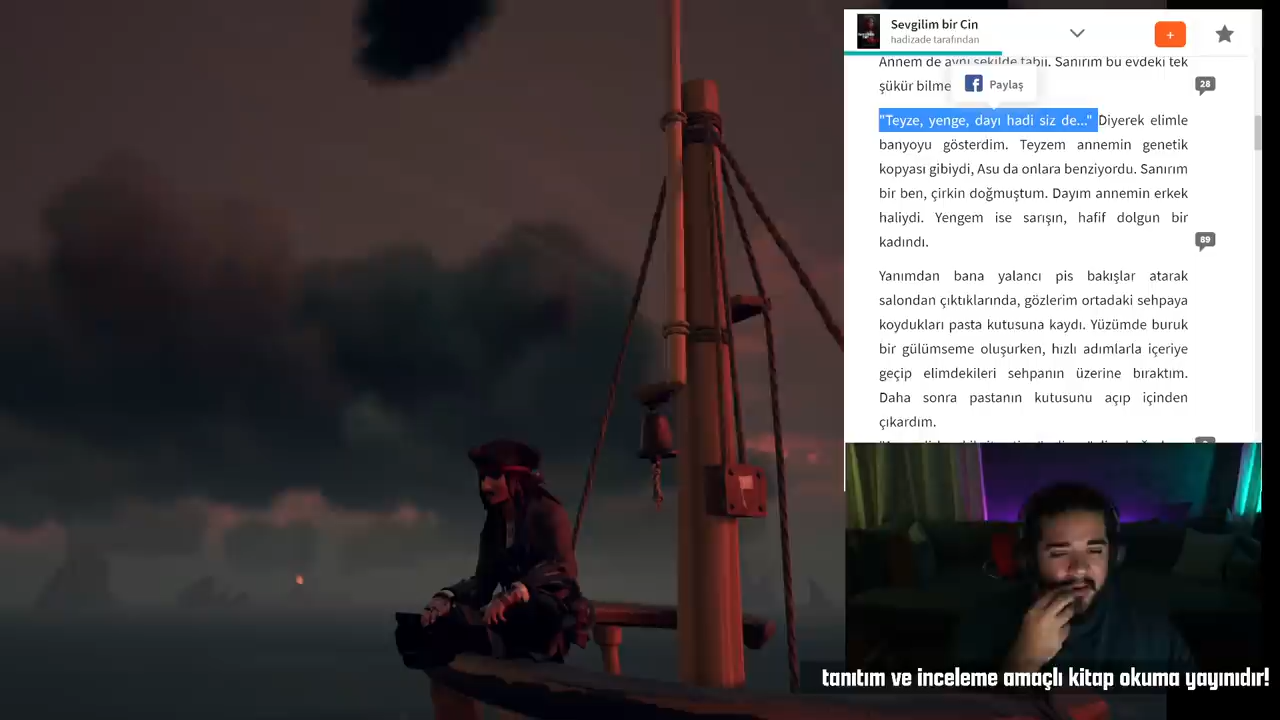 Sevgilim bir Cin
hadizade tarafından
Annem de aynı şekilde tabii. Sanırım bu evdeki tek
şükür bilme
28
Paylaş
"Teyze, yenge, dayı hadi siz de..." Diyerek elimle
banyoyu gösterdim. Teyzem annemin genetik
kopyası gibiydi, Asu da onlara benziyordu. Sanırım
bir ben, çirkin doğmuştum. Dayım annemin erkek
haliydi. Yengem ise sarışın, hafif dolgun bir
kadındı.
89
Yanımdan bana yalancı pis bakışlar atarak
salondan çıktıklarında, gözlerim ortadaki sehpaya
koydukları pasta kutusuna kaydı. Yüzümde buruk
bir gülümseme oluşurken, hızlı adımlarla içeriye
geçip elimdekileri sehpanın üzerine bıraktım.
Daha sonra pastanın kutusunu açıp içinden
çıkardım.
tanıtım ve inceleme amaçlı kitap okuma yayınıdır!